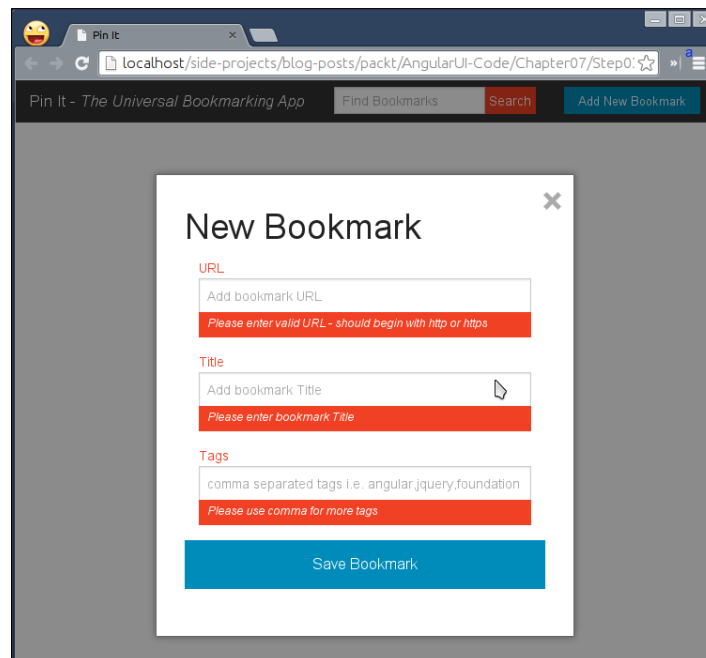 Pin It
localhost/side-projects/blog-posts/packt/AngularUI-Code/Chapter07/Step0
a
Pin It - The Universal Bookmarking App Find Bookmarks Search Add New Bookmark
New Bookmark
URL
Add bookmark URL
Please enter valid URL - should begin with http or https
Title
Add bookmark Title
Please enter bookmark Title
Tags
comma separated tags i.e. angular,jquery,foundation
Please use comma for more tags
Save Bookmark